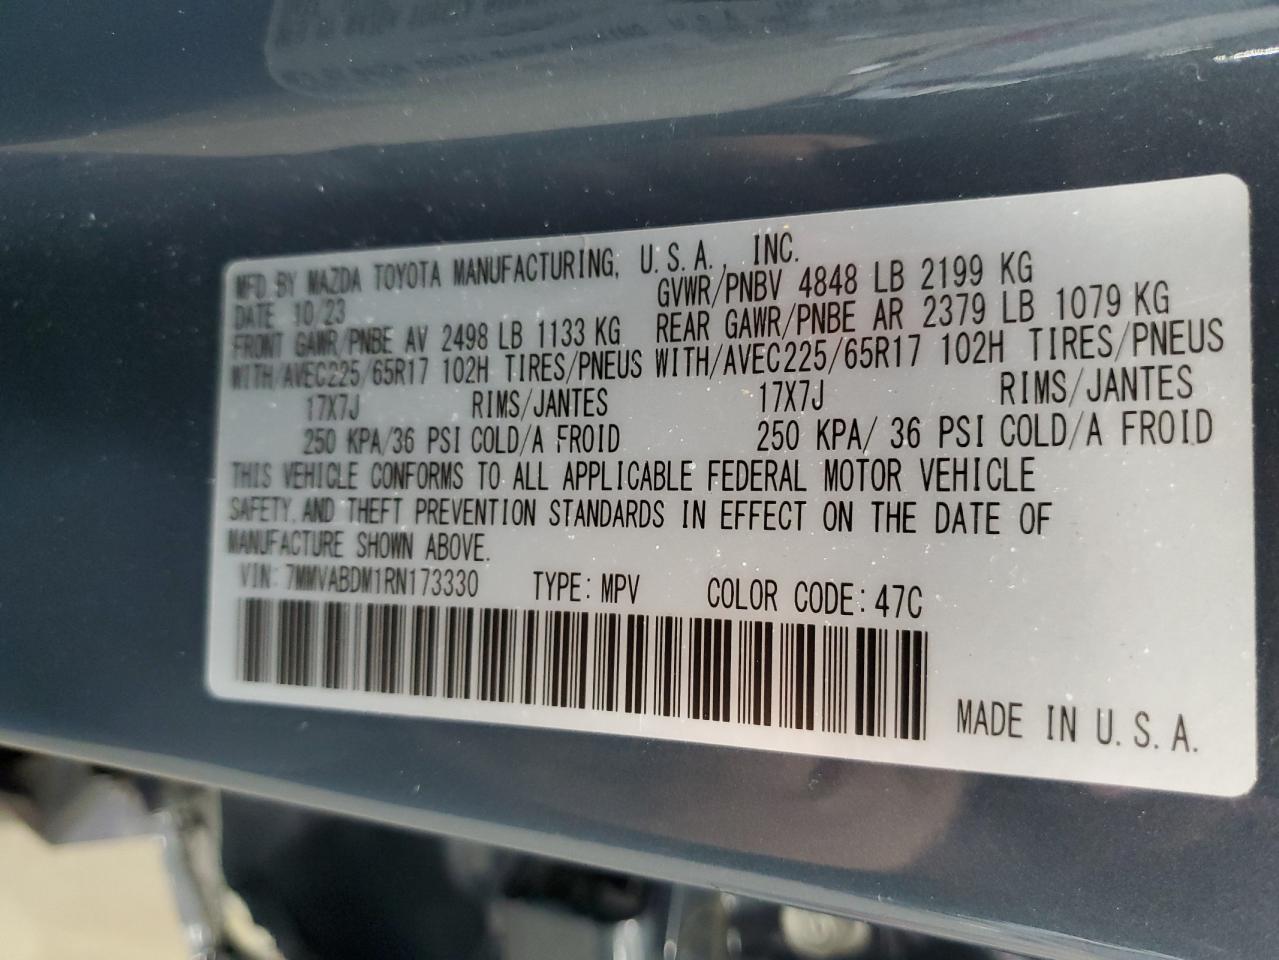 MFD BY MAZDA TOYOTA MANUFACTURING, U.S.A., INC.
DATE 10/23 GVWR/PNBV 4848 LB 2199 KG
FRONT GAWR/PNBE AV 2498 LB 1133 KG REAR GAWR/PNBE AR 2379 LB 1079 KG
WITH/AVEC225/65R17 102H TIRES/PNEUS WITH/AVEC225/65R17 102H TIRES/PNEUS
17X7J RIMS/JANTES 17X7J RIMS/JANTES
250 KPA/36 PSI COLD/A FROID 250 KPA/ 36 PSI COLD/A FROID
THIS VEHICLE CONFORMS TO ALL APPLICABLE FEDERAL MOTOR VEHICLE
SAFETY, AND THEFT PREVENTION STANDARDS IN EFFECT ON THE DATE OF
MANUFACTURE SHOWN ABOVE.
VIN: 7MMVABDM1RN173330 TYPE: MPV COLOR CODE: 47C
MADE IN U.S.A.